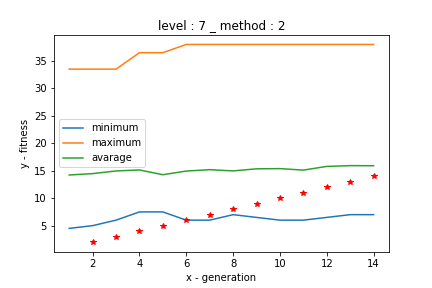 level : 7 _ method : 2
35
30
25
20
15
10
5
y - fitness
minimum
maximum
avarage
2 4 6 8 10 12 14
x - generation